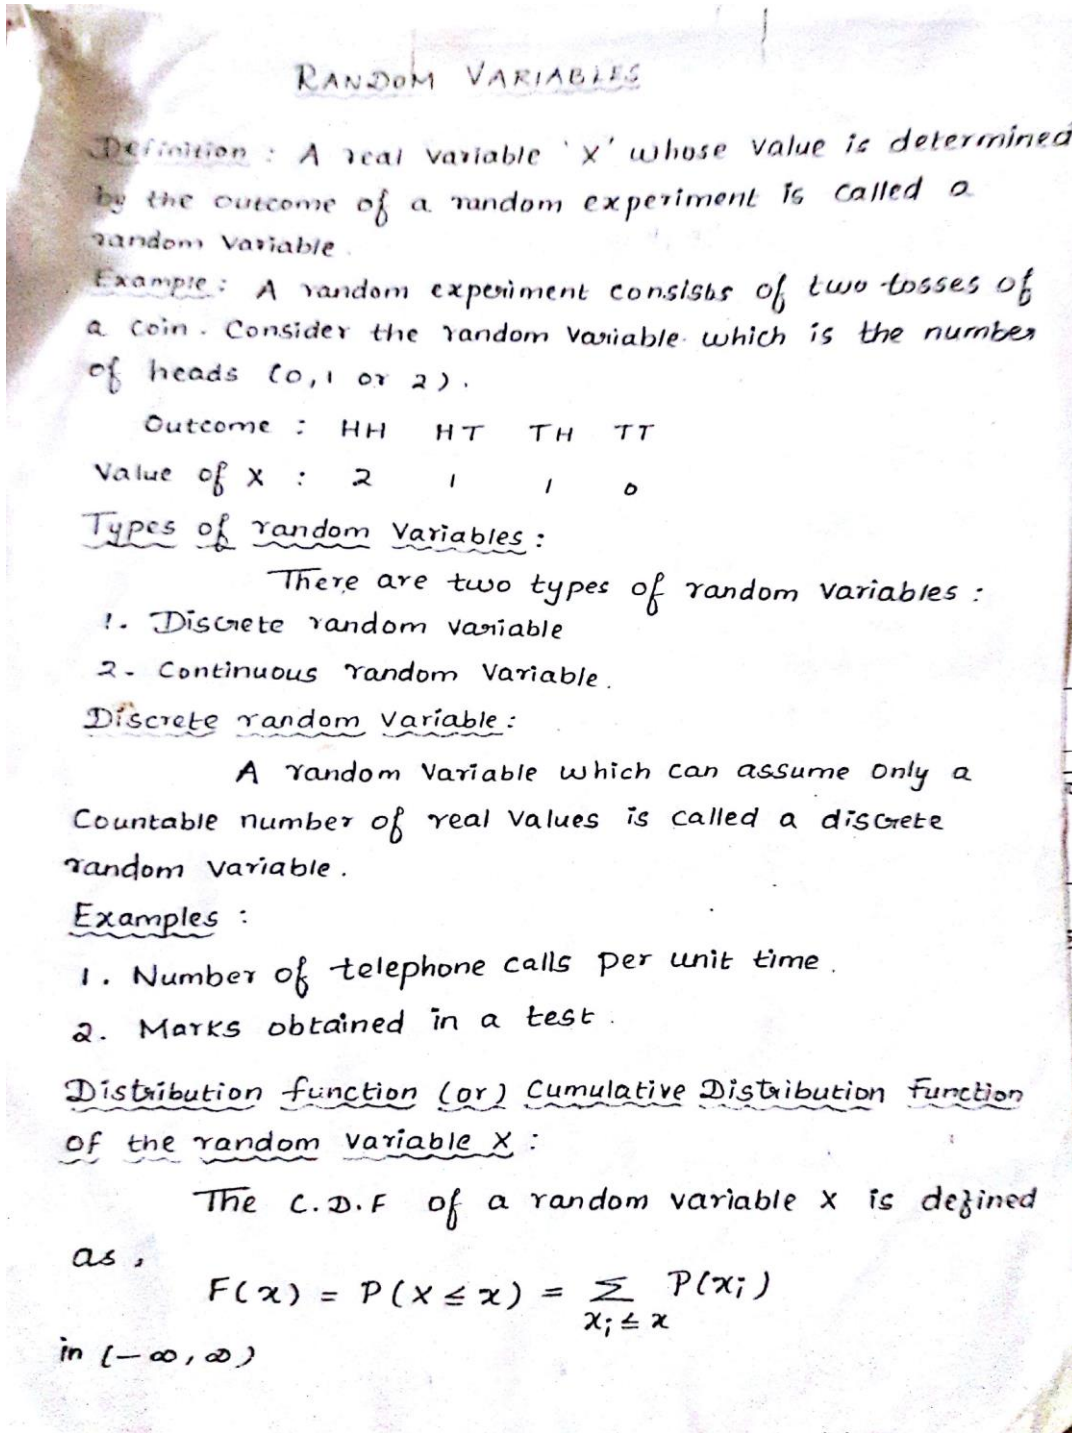 RANDOM VARIABLES
Definition : A real variable 'X' whose value is determined
by the outcome of a random experiment is called a
random variable.
Example : A random experiment consists of two tosses of
a coin. Consider the random variable which is the number
of heads (0, 1 or 2).
Outcome : HH HT TH TT
Value of X : 2 1 1 0
Types of random variables :
There are two types of random variables :
1. Discrete random variable
2. Continuous random variable.
Discrete random variable :
A random variable which can assume only a
Countable number of real values is called a discrete
random variable.
Examples :
1. Number of telephone calls per unit time.
2. Marks obtained in a test.
Distribution function (or) Cumulative Distribution function
of the random variable X :
The C.D.F of a random variable X is defined
as,
F(x) = P(X ≤ x) = Σ P(xi)
xi ≤ x
in (-∞, ∞)